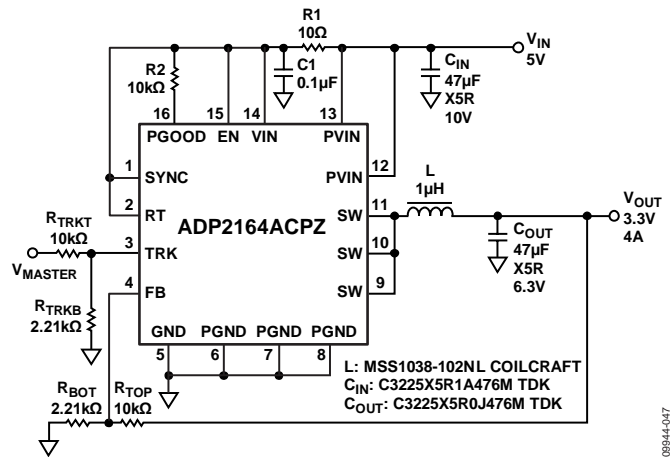 R1
10Ω
VIN
5V
R2
10kΩ
C1
0.1µF
CIN
47µF
X5R
10V
16
15
14
13
PGOOD
EN
VIN
PVIN
1
SYNC
PVIN
12
2
RT
L
1µH
ADP2164ACPZ
SW
11
VOUT
3.3V
4A
RTRKT
10kΩ
3
TRK
SW
10
COUT
47µF
X5R
6.3V
VMASTER
4
FB
SW
9
RTRKB
2.21kΩ
GND
PGND
PGND
PGND
5
6
7
8
L: MSS1038-102NL COILCRAFT
CIN: C3225X5R1A476M TDK
COUT: C3225X5R0J476M TDK
RBOT
2.21kΩ
RTOP
10kΩ
09944-047